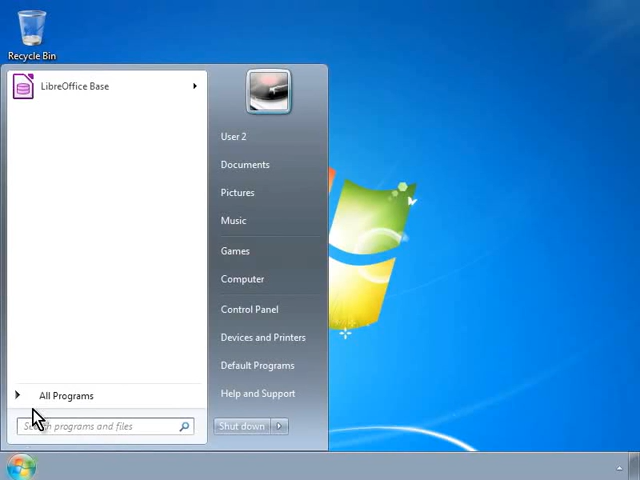 Recycle Bin
LibreOffice Base
User 2
Documents
Pictures
Music
Games
Computer
Control Panel
Devices and Printers
Default Programs
Help and Support
All Programs
Search programs and files
Shut down